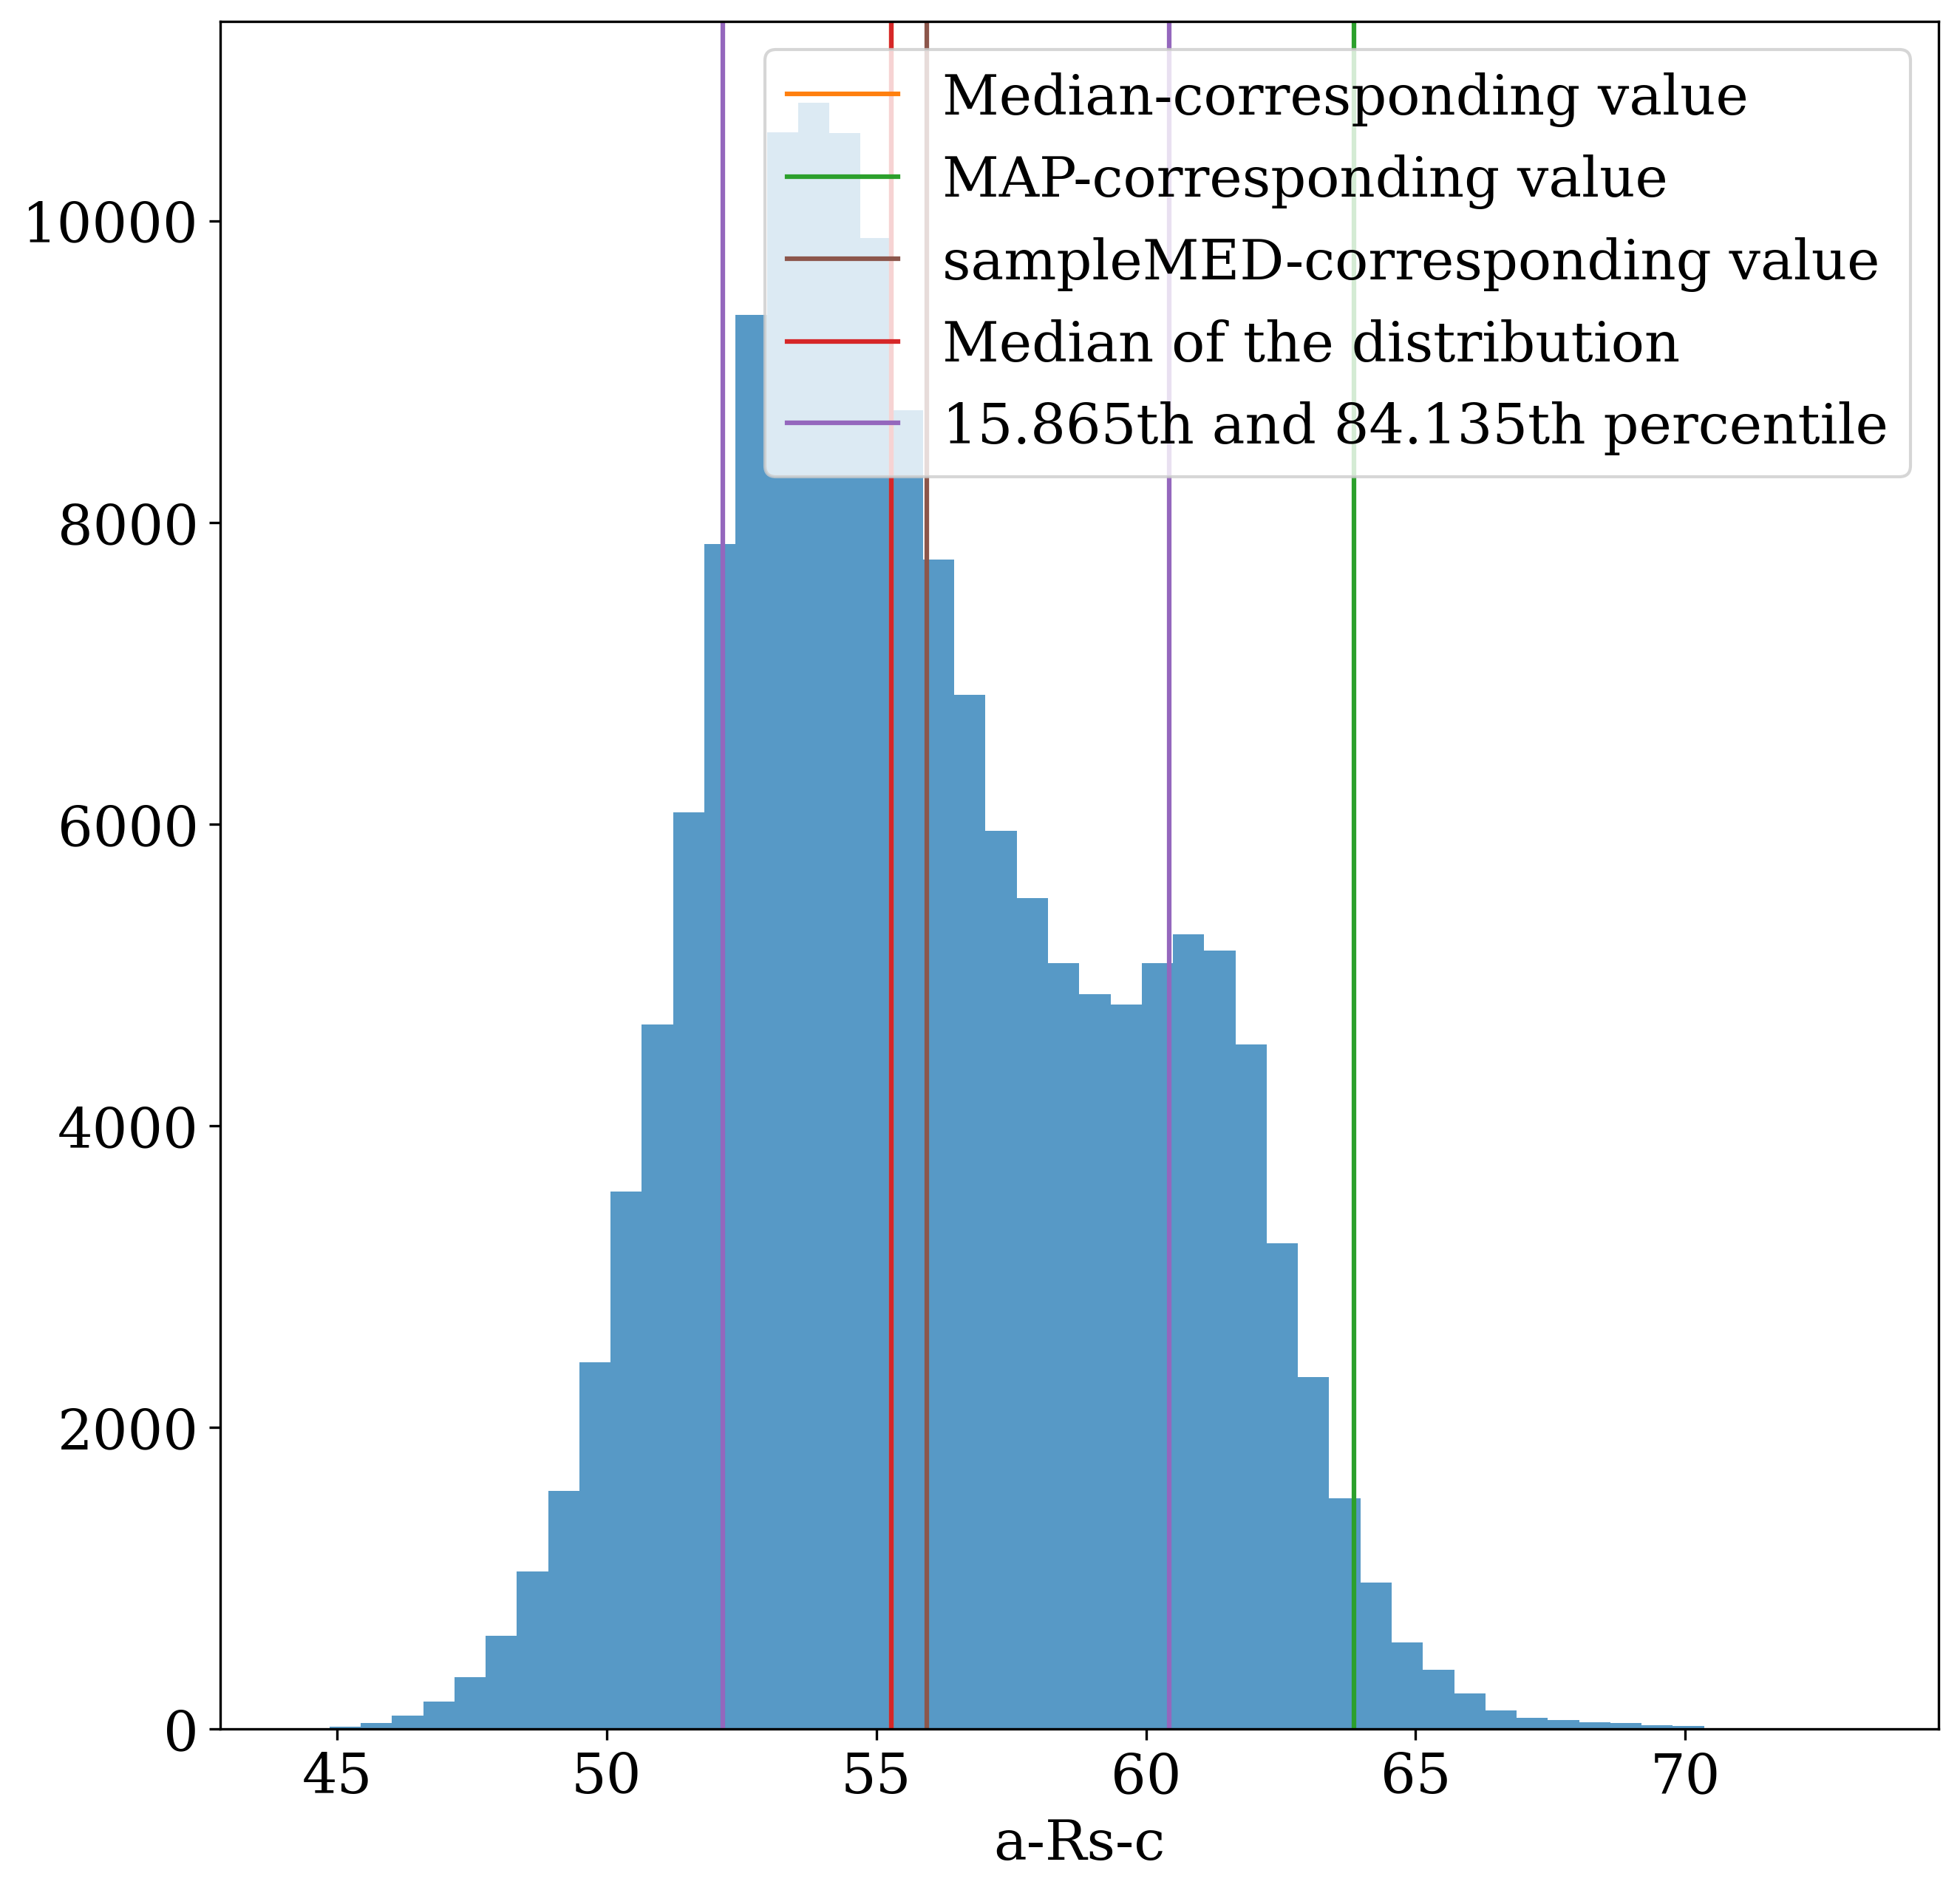 Median-corresponding value
MAP-corresponding value
sampleMED-corresponding value
Median of the distribution
15.865th and 84.135th percentile
10000
8000
6000
4000
2000
0
45 50 55 60 65 70
a-Rs-c